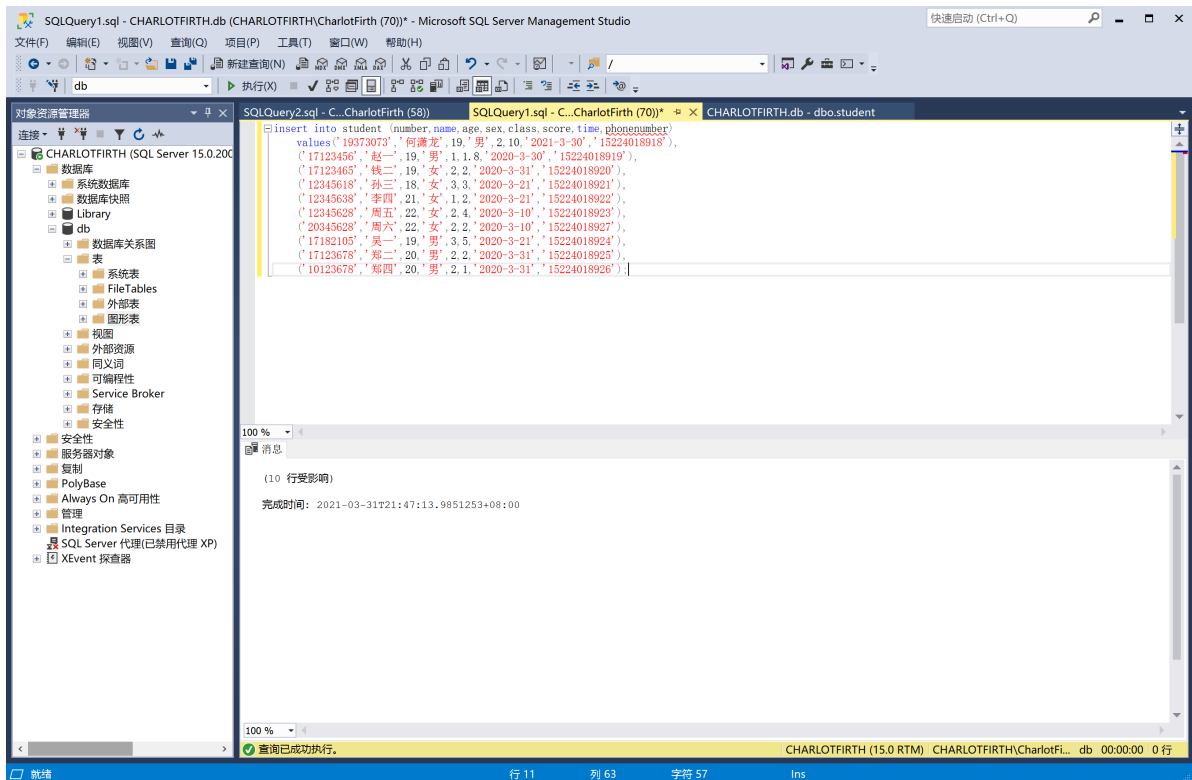 SQLQuery1.sql - CHARLOTFIRTH.db (CHARLOTFIRTH\CharlotFirth (70))* - Microsoft SQL Server Management Studio
快速启动 (Ctrl+Q)
文件(F) 编辑(E) 视图(V) 查询(Q) 项目(P) 工具(T) 窗口(W) 帮助(H)
新建查询(N) MDX DMX XMLA DAX /
db 执行(X)
对象资源管理器
连接
CHARLOTFIRTH (SQL Server 15.0.200
数据库
系统数据库
数据库快照
Library
db
数据库关系图
表
系统表
FileTables
外部表
图形表
视图
外部资源
同义词
可编程性
Service Broker
存储
安全性
安全性
服务器对象
复制
PolyBase
Always On 高可用性
管理
Integration Services 目录
SQL Server 代理(已禁用代理 XP)
XEvent 探查器
SQLQuery2.sql - C...CharlotFirth (58)) SQLQuery1.sql - C...CharlotFirth (70))* CHARLOTFIRTH.db - dbo.student
insert into student (number,name,age,sex,class,score,time,phonenumber)
values('19373073','何潇龙',19,'男',2,10,'2021-3-30','15224018918'),
('17123456','赵一',19,'男',1,1.8,'2020-3-30','15224018919'),
('17123465','钱二',19,'女',2,2,'2020-3-31','15224018920'),
('12345618','孙三',18,'女',3,3,'2020-3-21','15224018921'),
('12345638','李四',21,'女',1,2,'2020-3-21','15224018922'),
('12345628','周五',22,'女',2,4,'2020-3-10','15224018923'),
('20345628','周六',22,'女',2,2,'2020-3-10','15224018927'),
('17182105','吴一',19,'男',3,5,'2020-3-21','15224018924'),
('17123678','郑二',20,'男',2,2,'2020-3-31','15224018925'),
('10123678','郑四',20,'男',2,1,'2020-3-31','15224018926');
100 %
消息
(10 行受影响)
完成时间: 2021-03-31T21:47:13.9851253+08:00
100 %
查询已成功执行。 CHARLOTFIRTH (15.0 RTM) CHARLOTFIRTH\CharlotFi... db 00:00:00 0 行
就绪 行 11 列 63 字符 57 Ins